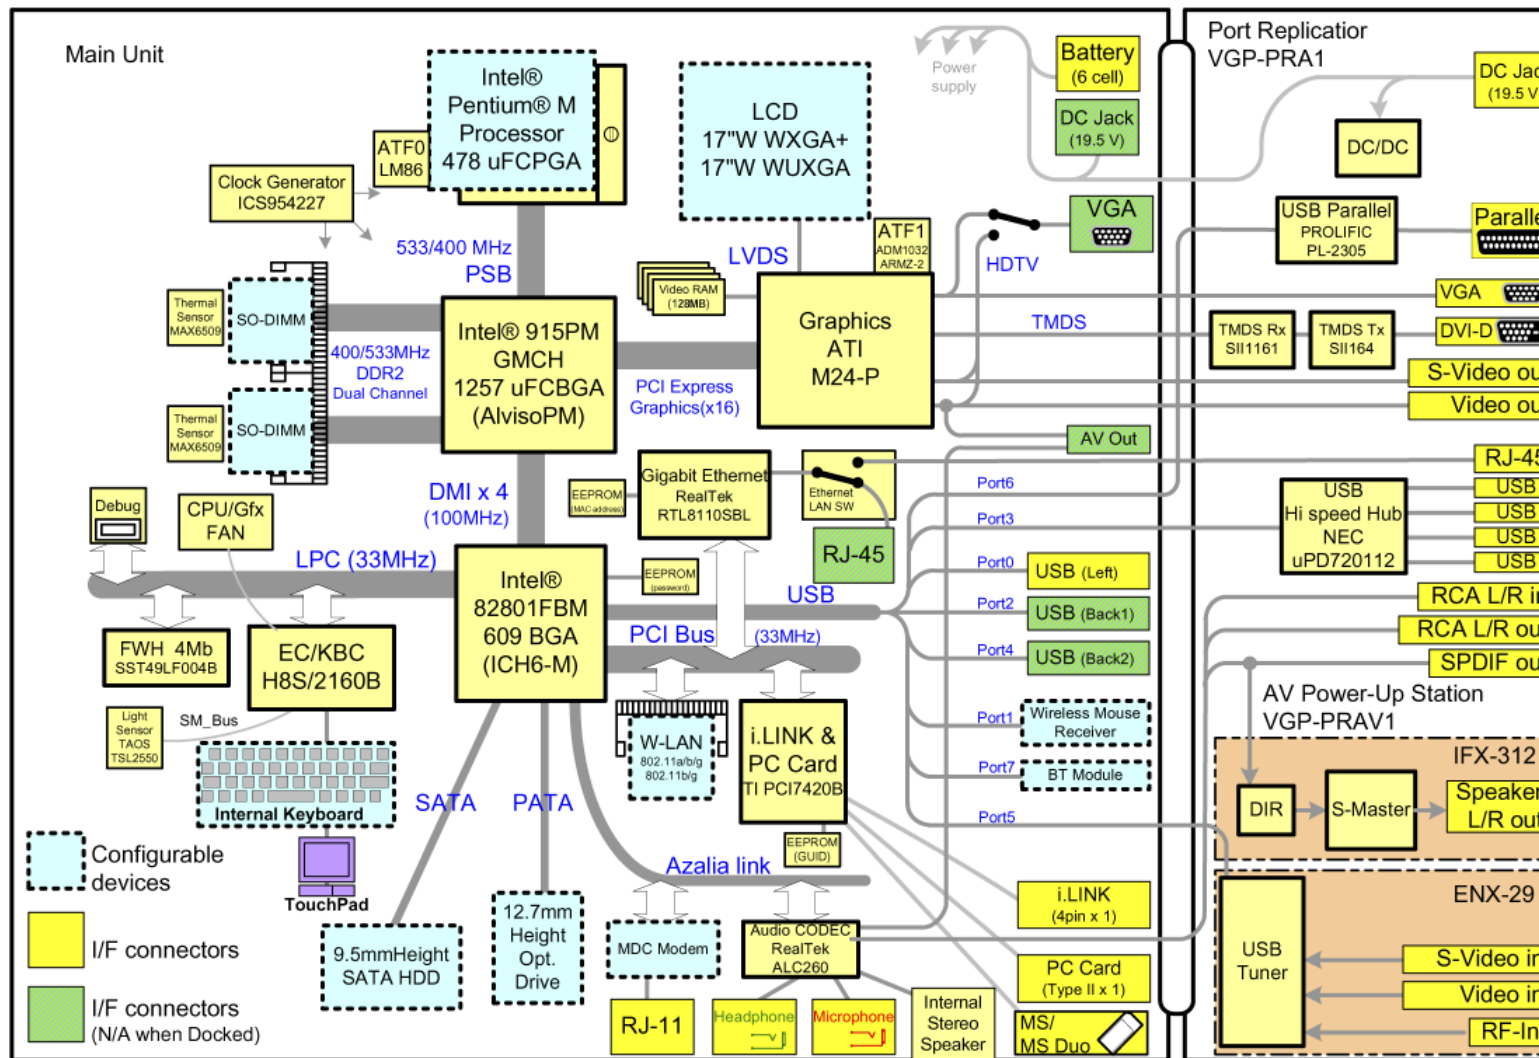 Main Unit
Intel®
Pentium® M
Processor
478 uFCPGA
ATF0
LM86
Clock Generator
ICS954227
LCD
17"W WXGA+
17"W WUXGA
Power
supply
Battery
(6 cell)
DC Jack
(19.5 V)
VGA
HDTV
533/400 MHz
PSB
LVDS
ATF1
ADM1032
ARMZ-2
Video RAM
(128MB)
Thermal
Sensor
MAX6509
SO-DIMM
400/533MHz
DDR2
Dual Channel
Thermal
Sensor
MAX6509
SO-DIMM
Intel® 915PM
GMCH
1257 uFCBGA
(AlvisoPM)
PCI Express
Graphics(x16)
Graphics
ATI
M24-P
TMDS
AV Out
Debug
CPU/Gfx
FAN
DMI x 4
(100MHz)
EEPROM
(MAC address)
Gigabit Ethernet
RealTek
RTL8110SBL
Ethernet
LAN SW
RJ-45
LPC (33MHz)
Intel®
82801FBM
609 BGA
(ICH6-M)
EEPROM
(password)
USB
PCI Bus
(33MHz)
Port6
Port3
Port0
USB (Left)
Port2
USB (Back1)
Port4
USB (Back2)
Port1
Wireless Mouse
Receiver
Port7
BT Module
Port5
FWH 4Mb
SST49LF004B
EC/KBC
H8S/2160B
Light
Sensor
TAOS
TSL2550
SM_Bus
Internal Keyboard
TouchPad
SATA
PATA
W-LAN
802.11a/b/g
802.11b/g
i.LINK &
PC Card
TI PCI7420B
EEPROM
(GUID)
Azalia link
9.5mmHeight
SATA HDD
12.7mm
Height
Opt.
Drive
MDC Modem
RJ-11
Audio CODEC
RealTek
ALC260
Headphone
Microphone
Internal
Stereo
Speaker
i.LINK
(4pin x 1)
PC Card
(Type II x 1)
MS/
MS Duo
Configurable
devices
I/F connectors
I/F connectors
(N/A when Docked)
Port Replicatior
VGP-PRA1
DC Jac
(19.5 V
DC/DC
USB Parallel
PROLIFIC
PL-2305
Paralle
VGA
TMDS Rx
SII1161
TMDS Tx
SII164
DVI-D
S-Video ou
Video ou
RJ-45
USB
Hi speed Hub
NEC
uPD720112
USB
USB
USB
USB
RCA L/R in
RCA L/R ou
SPDIF ou
AV Power-Up Station
VGP-PRAV1
IFX-312
DIR
S-Master
Speaker
L/R out
ENX-29
USB
Tuner
S-Video in
Video in
RF-In